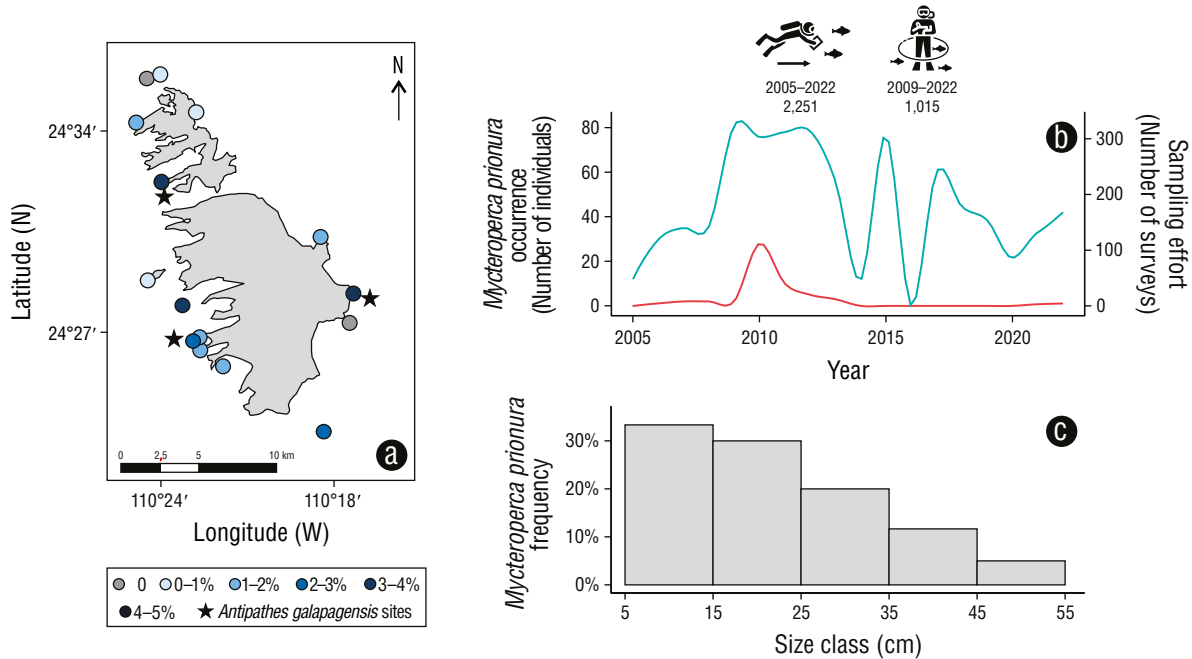 N
24°34′
24°27′
Latitude (N)
0 2,5 5 10 km
a
110°24′ 110°18′
Longitude (W)
0 0–1% 1–2% 2–3% 3–4%
4–5% Antipathes galapagensis sites
2005–2022
2,251
2009–2022
1,015
b
Mycteroperca prionura
occurrence
(Number of individuals)
80
60
40
20
0
300
200
100
0
Sampling effort
(Number of surveys)
2005 2010 2015 2020
Year
c
Mycteroperca prionura
frequency
30%
20%
10%
0%
5 15 25 35 45 55
Size class (cm)